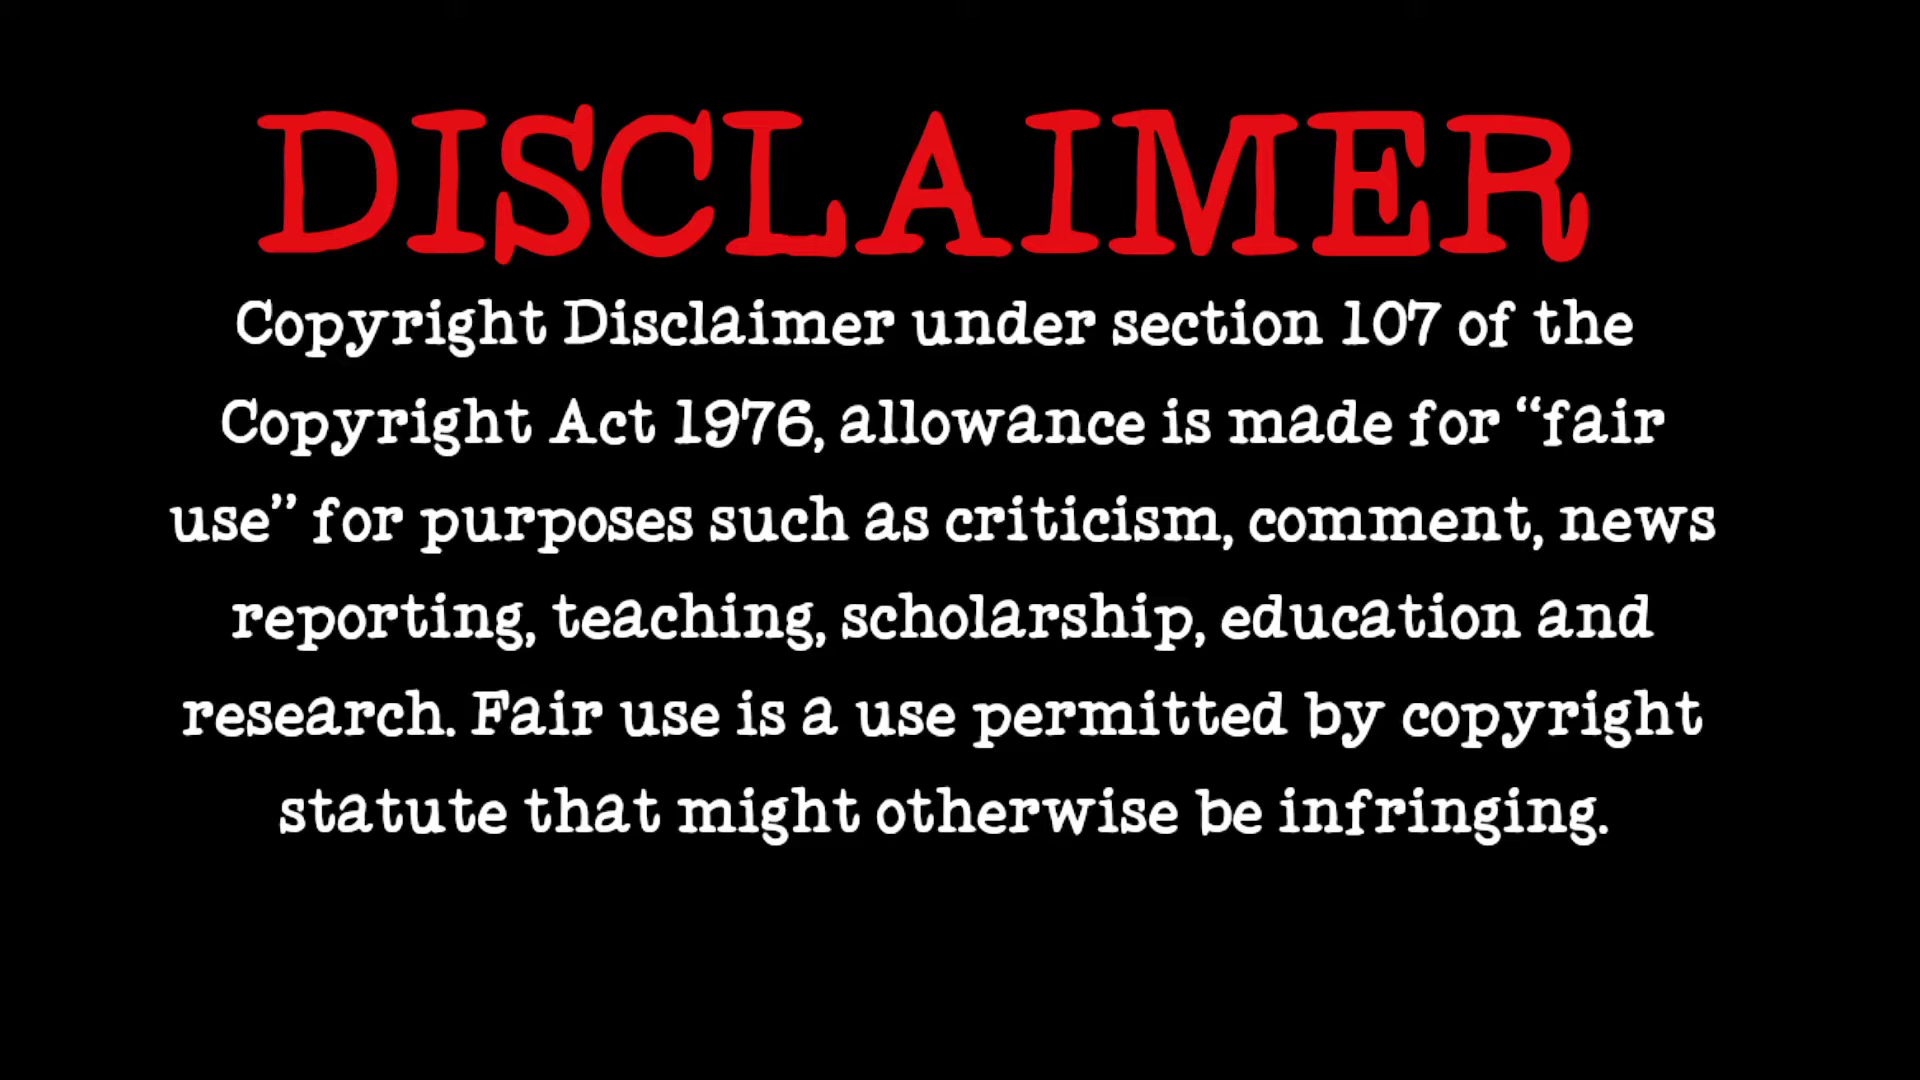 DISCLAIMER
Copyright Disclaimer under section 107 of the
Copyright Act 1976, allowance is made for “fair
use” for purposes such as criticism, comment, news
reporting, teaching, scholarship, education and
research. Fair use is a use permitted by copyright
statute that might otherwise be infringing.